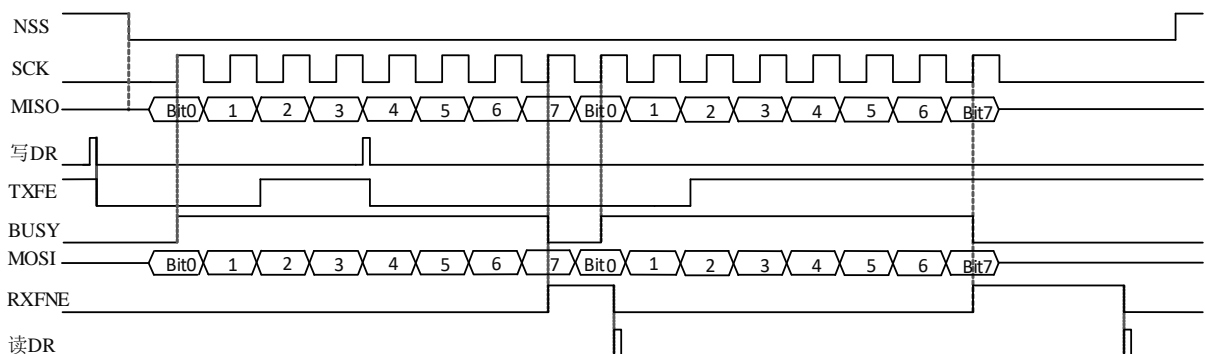 NSS
SCK
MISO Bit0 1 2 3 4 5 6 7 Bit0 1 2 3 4 5 6 Bit7
写DR
TXFE
BUSY
MOSI Bit0 1 2 3 4 5 6 7 Bit0 1 2 3 4 5 6 Bit7
RXFNE
读DR